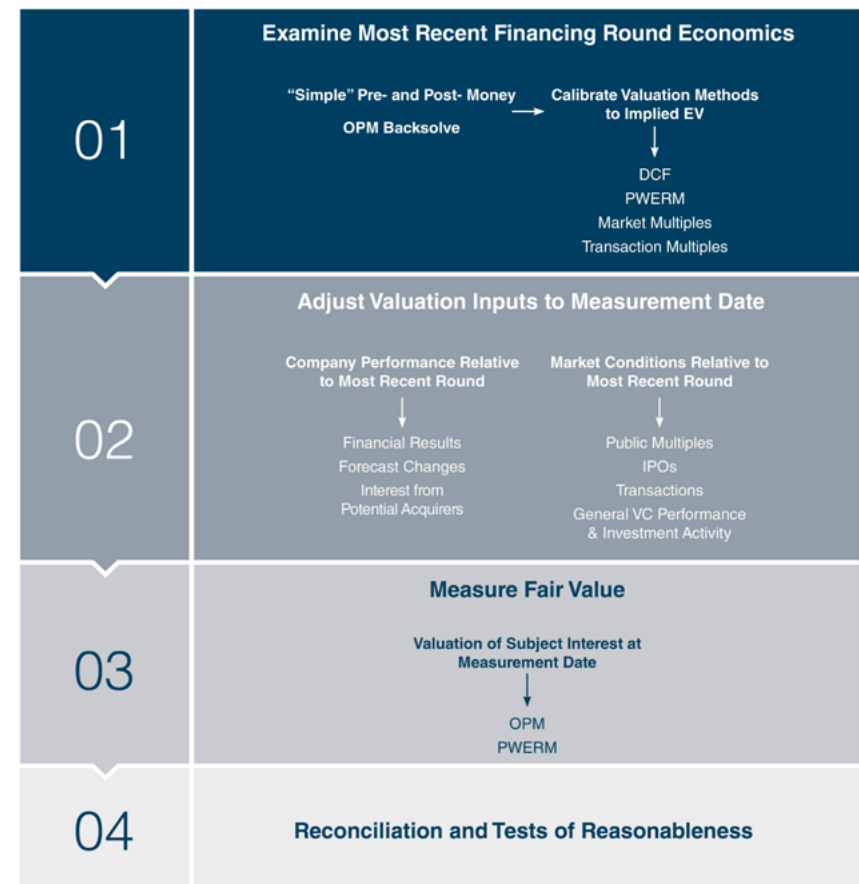 01
Examine Most Recent Financing Round Economics
“Simple” Pre- and Post- Money
OPM Backsolve
Calibrate Valuation Methods
to Implied EV
DCF
PWERM
Market Multiples
Transaction Multiples
02
Adjust Valuation Inputs to Measurement Date
Company Performance Relative
to Most Recent Round
Financial Results
Forecast Changes
Interest from
Potential Acquirers
Market Conditions Relative to
Most Recent Round
Public Multiples
IPOs
Transactions
General VC Performance
& Investment Activity
03
Measure Fair Value
Valuation of Subject Interest at
Measurement Date
OPM
PWERM
04
Reconciliation and Tests of Reasonableness